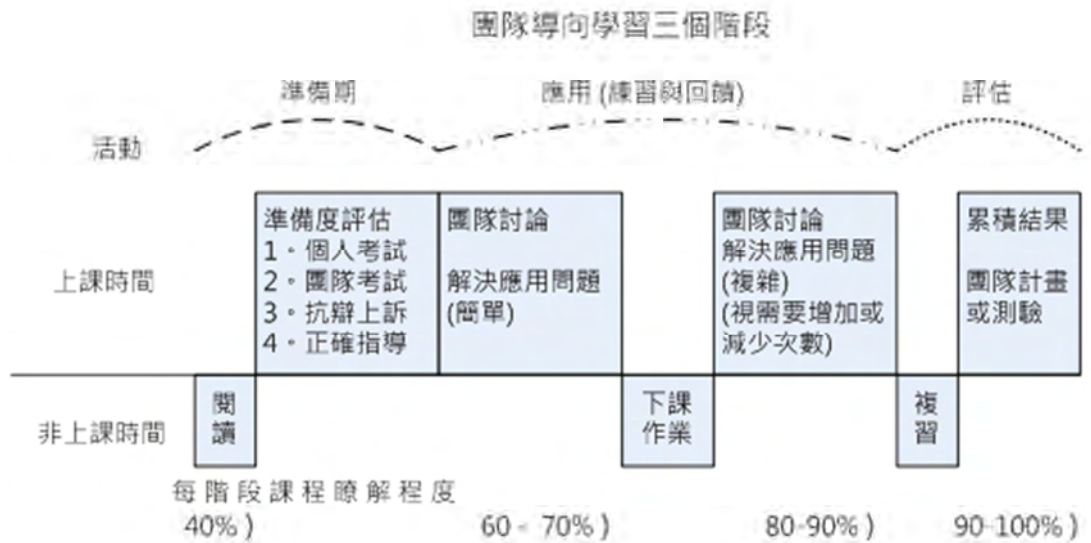 團隊導向學習三個階段
準備期 應用 (練習與回饋) 評估
活動
準備度評估
1。個人考試
2。團隊考試
3。抗辯上訴
4。正確指導
團隊討論
解決應用問題
(簡單)
團隊討論
解決應用問題
(複雜)
(視需要增加或
減少次數)
累積結果
團隊計畫
或測驗
上課時間
非上課時間
閱
讀
下課
作業
複
習
每階段課程瞭解程度
40%) 60 - 70%) 80-90%) 90-100%)